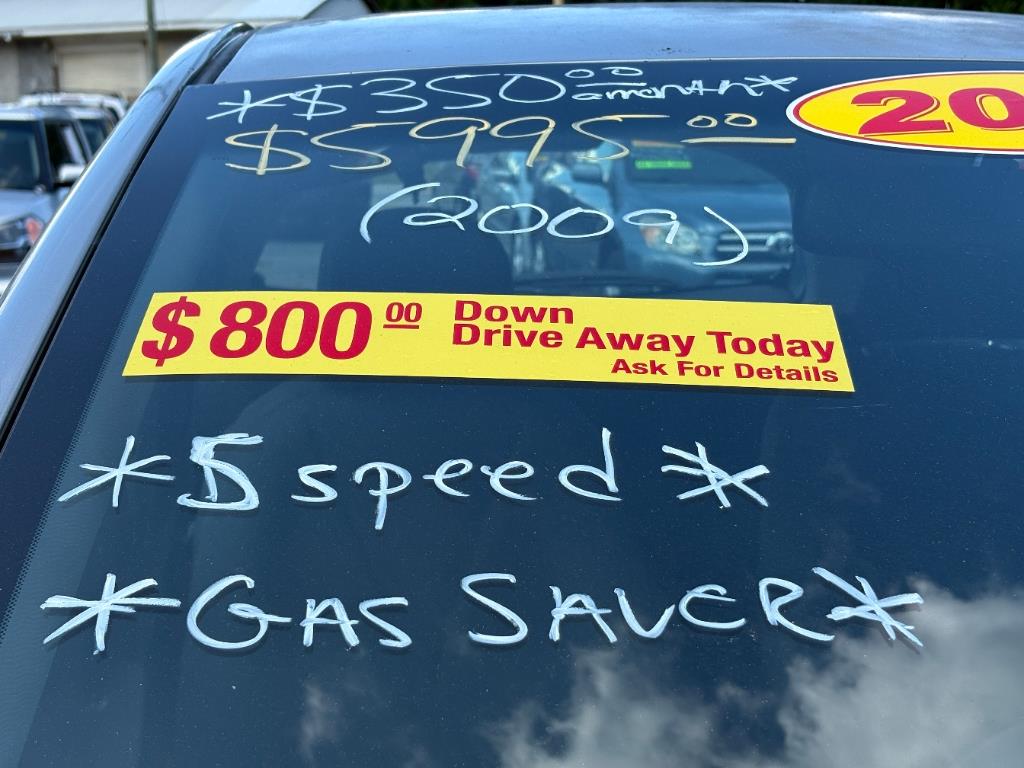 *$350 00 a month*
$5995 00
20
(2009)
$800 00 Down
Drive Away Today
Ask For Details
*5 speed*
*GAS SAVER*